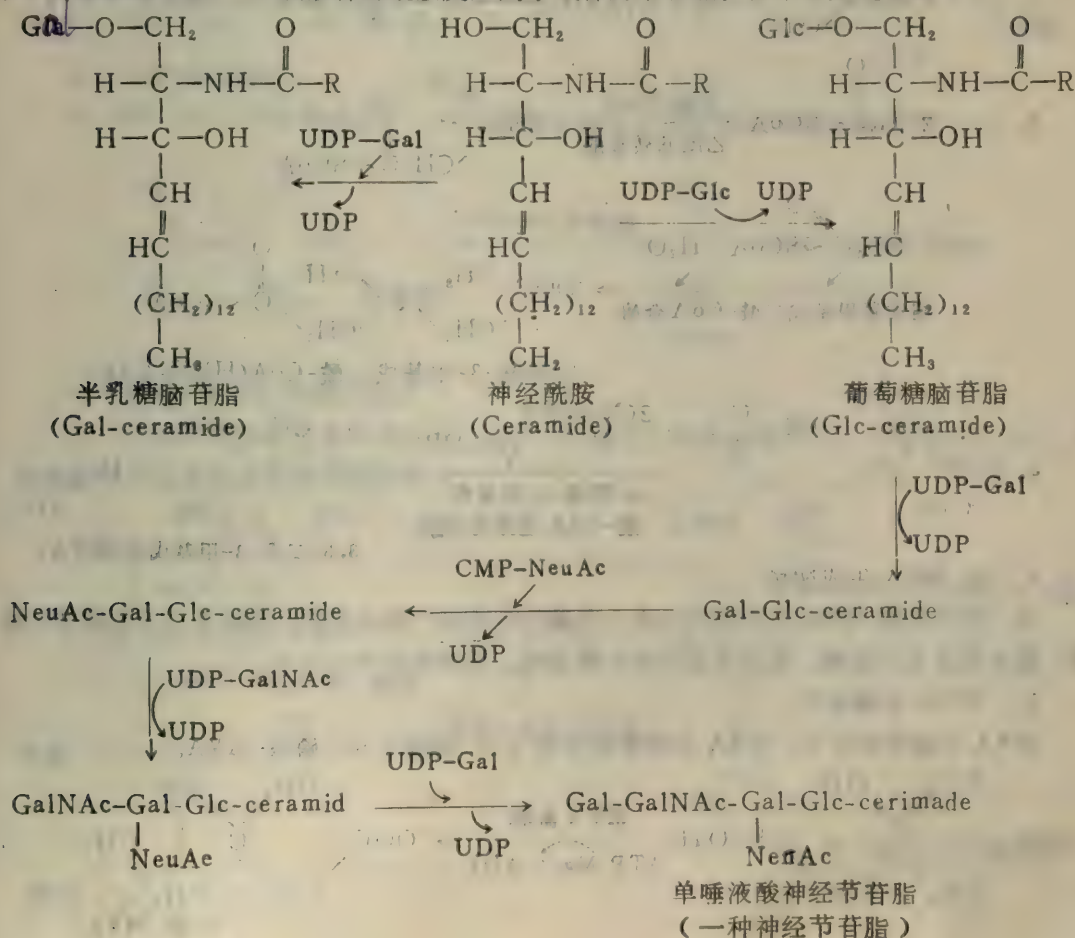 Gal—O—CH₂ O HO—CH₂ O Glc—O—CH₂ O
H—C—NH—C—R H—C—NH—C—R H—C—NH—C—R
H—C—OH UDP—Gal H—C—OH H—C—OH
CH CH UDP-Glc UDP CH
UDP
HC HC HC
(CH₂)₁₂ (CH₂)₁₂ (CH₂)₁₂
CH₃ CH₂ CH₃
半乳糖脑苷脂 神经酰胺 葡萄糖脑苷脂
(Gal-ceramide) (Ceramide) (Glc-ceramide)
UDP-Gal
UDP
CMP-NeuAc
NeuAc-Gal-Glc-ceramide Gal-Glc-ceramide
UDP
UDP-GalNAc
UDP
UDP-Gal
GalNAc-Gal-Glc-ceramid Gal-GalNAc-Gal-Glc-cerimade
UDP
NeuAc NeuAc
单唾液酸神经节苷脂
(一种神经节苷脂)